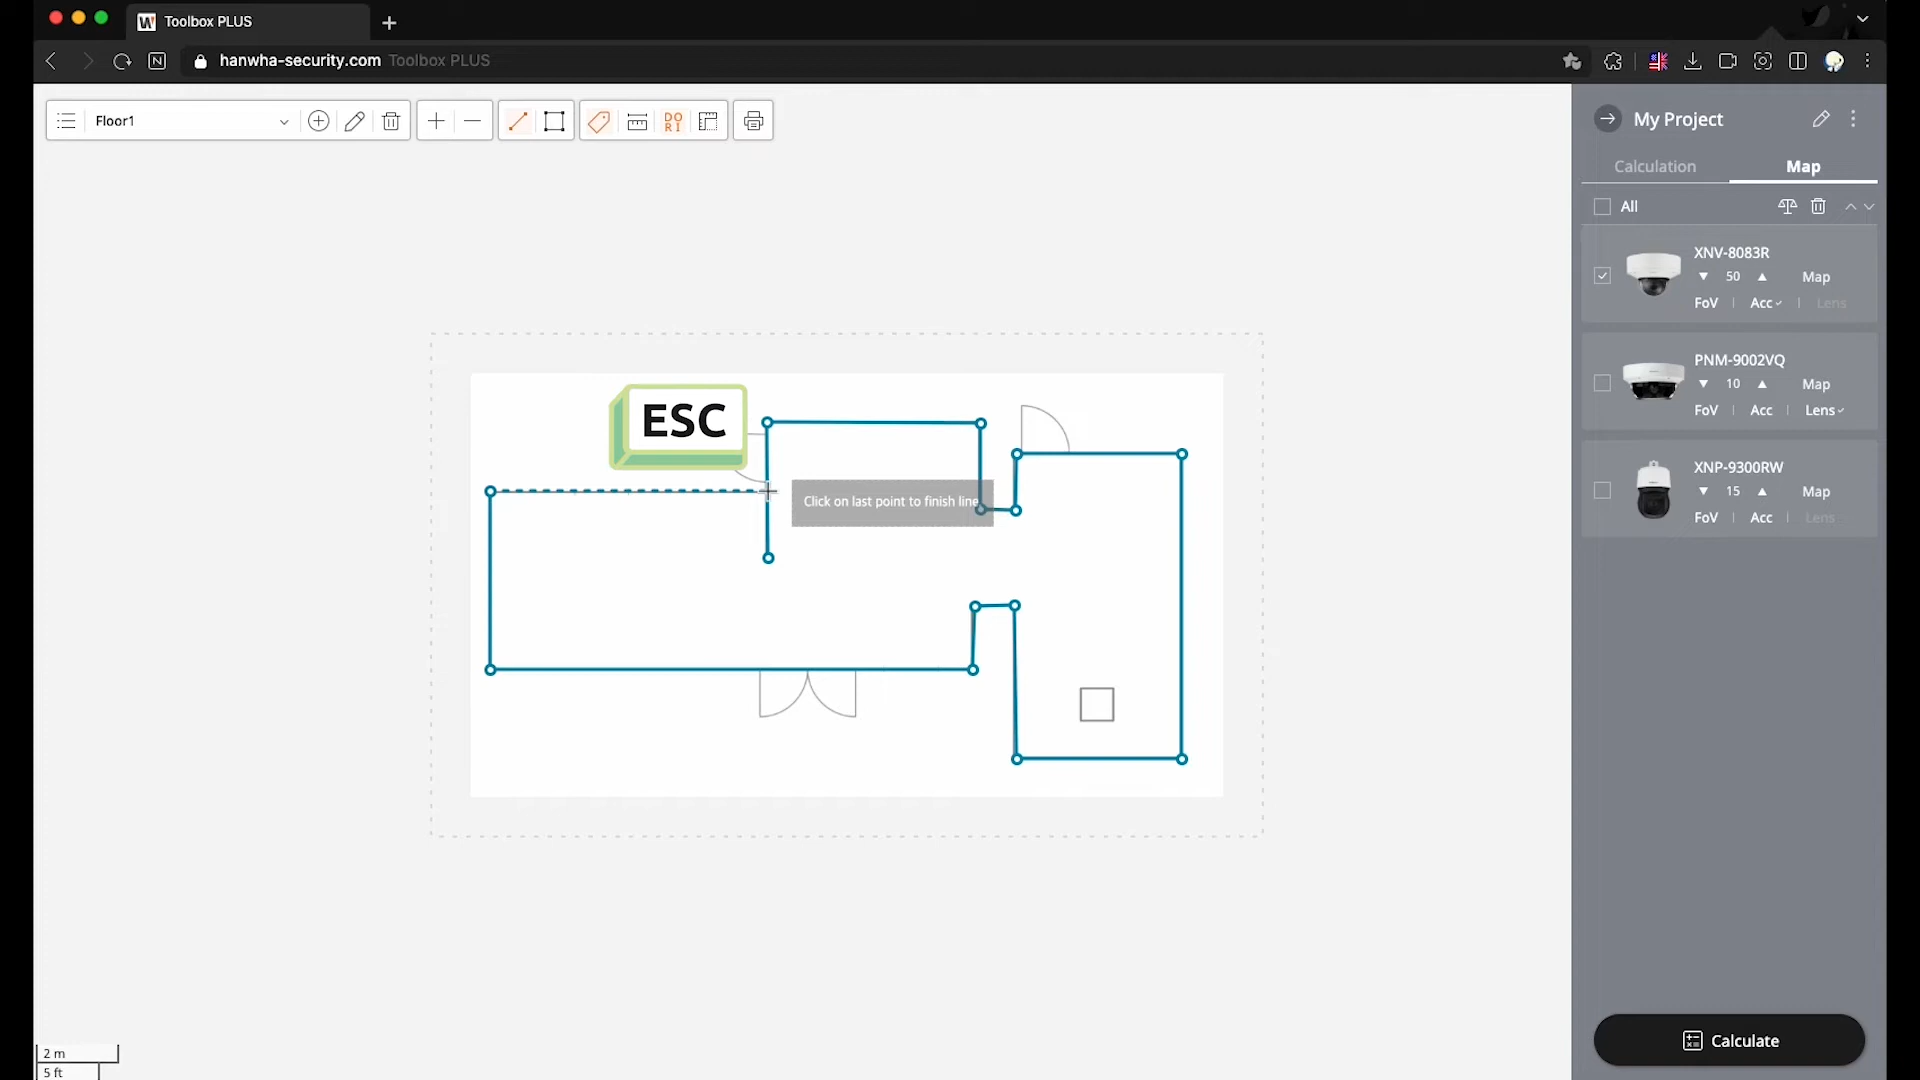 Toolbox PLUS
hanwha-security.com Toolbox PLUS
Floor1
DO
RI
My Project
Calculation
Map
All
XNV-8083R
50
Map
FoV
Acc
Lens
PNM-9002VQ
10
Map
FoV
Acc
Lens
XNP-9300RW
15
Map
FoV
Acc
Lens
ESC
Click on last point to finish line
2 m
5 ft
Calculate